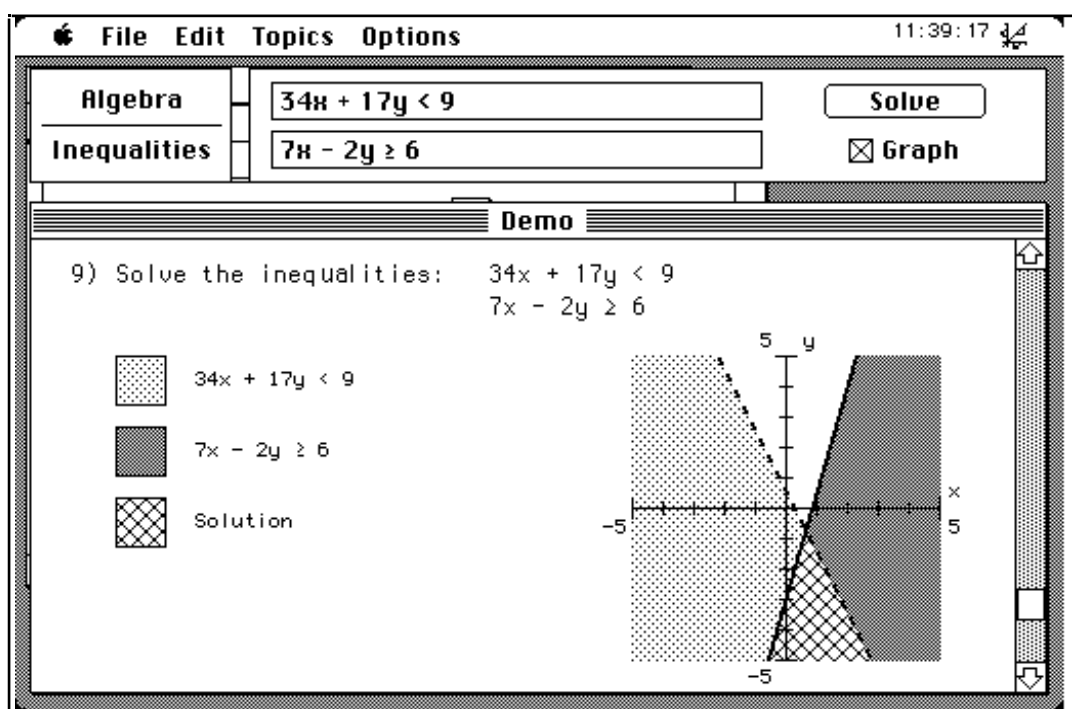 File Edit Topics Options 11:39:17
Algebra
Inequalities
34x + 17y < 9
7x - 2y ≥ 6
Solve
Graph
Demo
9) Solve the inequalities: 34x + 17y < 9
7x - 2y ≥ 6
34x + 17y < 9
7x - 2y ≥ 6
Solution
5 y
x
-5 5
-5